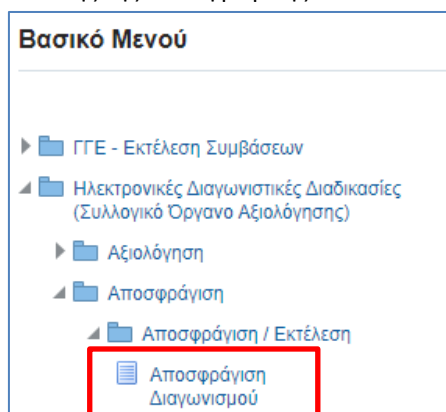 Βασικό Μενού
ΓΓΕ - Εκτέλεση Συμβάσεων
Ηλεκτρονικές Διαγωνιστικές Διαδικασίες
(Συλλογικό Όργανο Αξιολόγησης)
Αξιολόγηση
Αποσφράγιση
Αποσφράγιση / Εκτέλεση
Αποσφράγιση
Διαγωνισμού